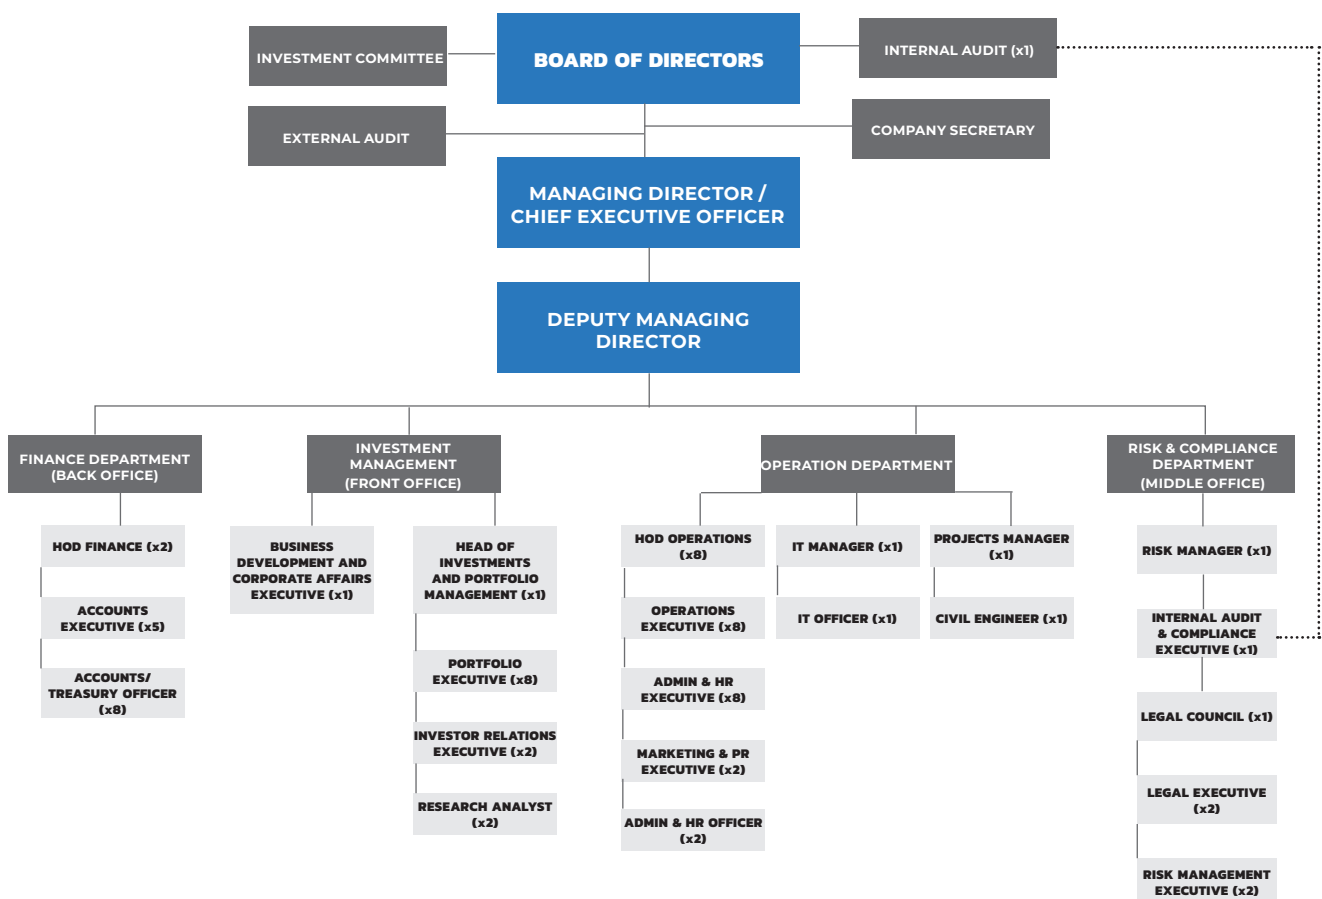 INVESTMENT COMMITTEE
BOARD OF DIRECTORS
INTERNAL AUDIT (x1)
EXTERNAL AUDIT
COMPANY SECRETARY
MANAGING DIRECTOR /
CHIEF EXECUTIVE OFFICER
DEPUTY MANAGING
DIRECTOR
FINANCE DEPARTMENT
(BACK OFFICE)
HOD FINANCE (x2)
ACCOUNTS
EXECUTIVE (x5)
ACCOUNTS/
TREASURY OFFICER
(x8)
INVESTMENT
MANAGEMENT
(FRONT OFFICE)
BUSINESS
DEVELOPMENT AND
CORPORATE AFFAIRS
EXECUTIVE (x1)
HEAD OF
INVESTMENTS
AND PORTFOLIO
MANAGEMENT (x1)
PORTFOLIO
EXECUTIVE (x8)
INVESTOR RELATIONS
EXECUTIVE (x2)
RESEARCH ANALYST
(x2)
OPERATION DEPARTMENT
HOD OPERATIONS
(x8)
OPERATIONS
EXECUTIVE (x8)
ADMIN & HR
EXECUTIVE (x8)
MARKETING & PR
EXECUTIVE (x2)
ADMIN & HR OFFICER
(x2)
IT MANAGER (x1)
IT OFFICER (x1)
PROJECTS MANAGER
(x1)
CIVIL ENGINEER (x1)
RISK & COMPLIANCE
DEPARTMENT
(MIDDLE OFFICE)
RISK MANAGER (x1)
INTERNAL AUDIT
& COMPLIANCE
EXECUTIVE (x1)
LEGAL COUNCIL (x1)
LEGAL EXECUTIVE
(x2)
RISK MANAGEMENT
EXECUTIVE (x2)